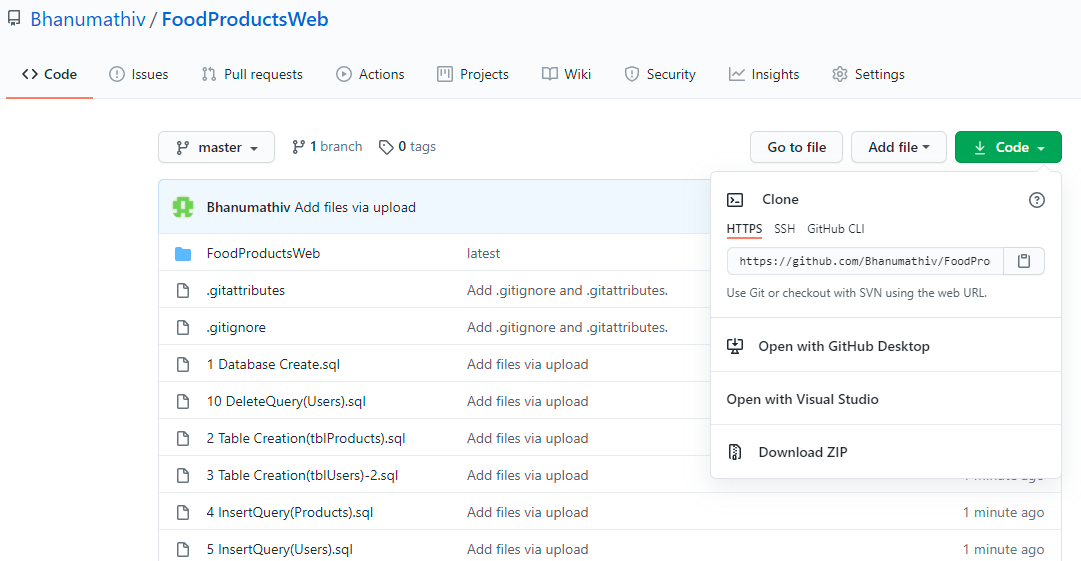 Bhanumathiv / FoodProductsWeb
Code Issues Pull requests Actions Projects Wiki Security Insights Settings
master 1 branch 0 tags Go to file Add file Code
Bhanumathiv Add files via upload
Clone
HTTPS SSH GitHub CLI
https://github.com/Bhanumathiv/FoodPro
Use Git or checkout with SVN using the web URL.
Open with GitHub Desktop
Open with Visual Studio
Download ZIP
FoodProductsWeb latest
.gitattributes Add .gitignore and .gitattributes.
.gitignore Add .gitignore and .gitattributes.
1 Database Create.sql Add files via upload
10 DeleteQuery(Users).sql Add files via upload
2 Table Creation(tblProducts).sql Add files via upload
3 Table Creation(tblUsers)-2.sql Add files via upload 1 minute ago
4 InsertQuery(Products).sql Add files via upload 1 minute ago
5 InsertQuery(Users).sql Add files via upload 1 minute ago